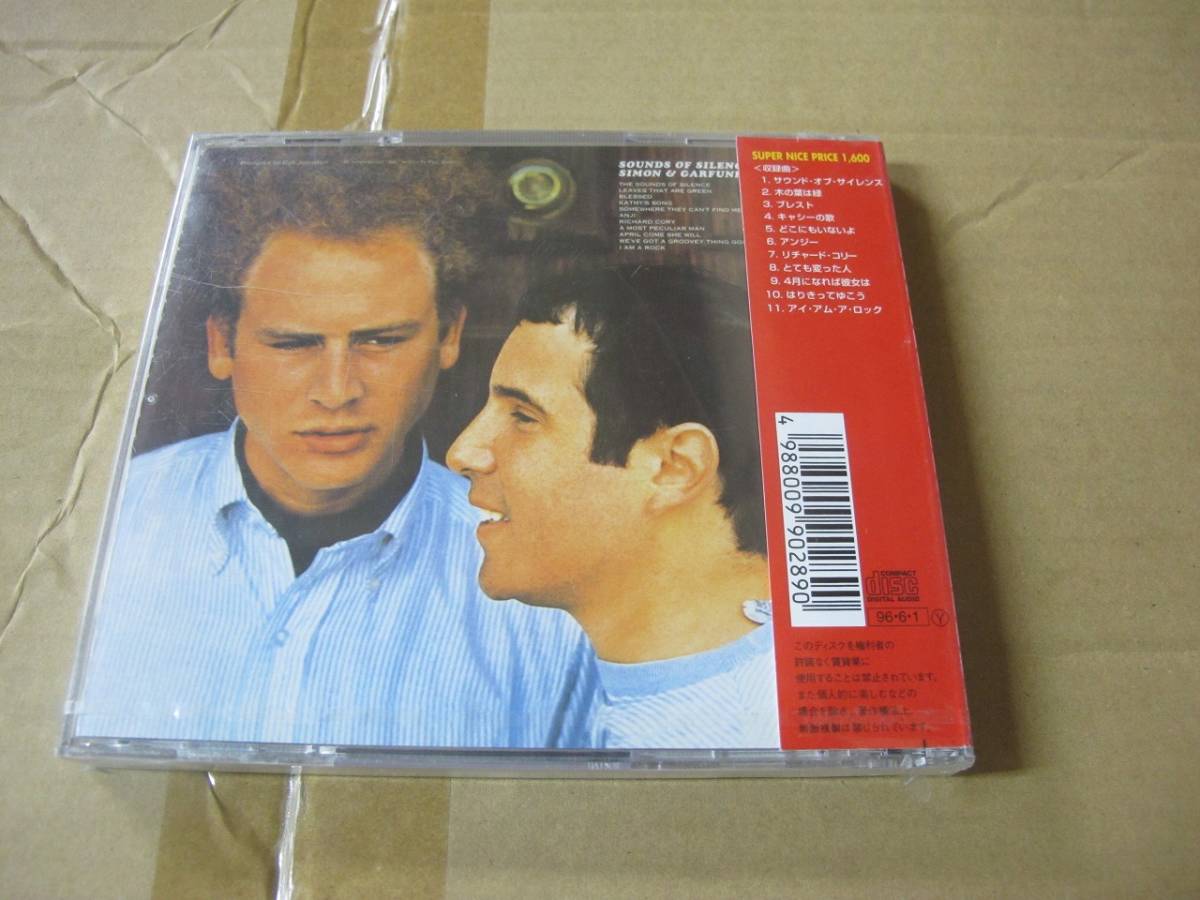 SOUNDS OF SILENC
SIMON & GARFUN
THE SOUNDS OF SILENCE
LEAVES THAT ARE GREEN
BLESSED
KATHY'S SONG
SOMEWHERE THEY CAN'T FIND ME
ANJI
RICHARD CORY
A MOST PECULIAR MAN
APRIL COME SHE WILL
WE'VE GOT A GROOVEY THING GO
I AM A ROCK
SUPER NICE PRICE 1,600
<収録曲>
1. サウンド・オブ・サイレンス
2. 木の葉は緑
3. ブレスト
4. キャシーの歌
5. どこにもいないよ
6. アンジー
7. リチャード・コリー
8. とても変った人
9. 4月になれば彼女は
10. はりきってゆこう
11. アイ・アム・ア・ロック
4 988009 902890
COMPACT
disc
DIGITAL AUDIO
96・6・1 Y
このディスクを権利者の
許諾なく賃貸業に
使用することは禁止されています。
また個人的に楽しむなどの
場合を除き、著作権法上、
無断複製は禁じられています。